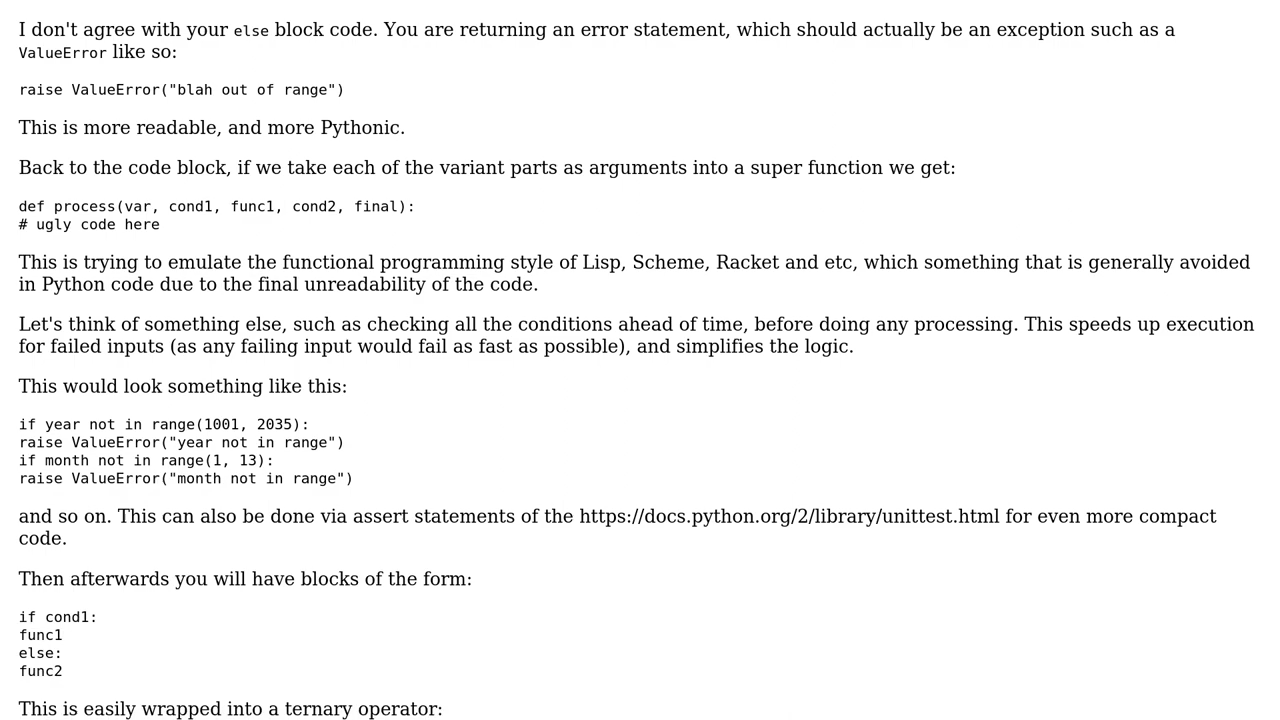 I don't agree with your else block code. You are returning an error statement, which should actually be an exception such as a
ValueError like so:
raise ValueError("blah out of range")
This is more readable, and more Pythonic.
Back to the code block, if we take each of the variant parts as arguments into a super function we get:
def process(var, cond1, func1, cond2, final):
# ugly code here
This is trying to emulate the functional programming style of Lisp, Scheme, Racket and etc, which something that is generally avoided
in Python code due to the final unreadability of the code.
Let's think of something else, such as checking all the conditions ahead of time, before doing any processing. This speeds up execution
for failed inputs (as any failing input would fail as fast as possible), and simplifies the logic.
This would look something like this:
if year not in range(1001, 2035):
raise ValueError("year not in range")
if month not in range(1, 13):
raise ValueError("month not in range")
and so on. This can also be done via assert statements of the https://docs.python.org/2/library/unittest.html for even more compact
code.
Then afterwards you will have blocks of the form:
if cond1:
func1
else:
func2
This is easily wrapped into a ternary operator: